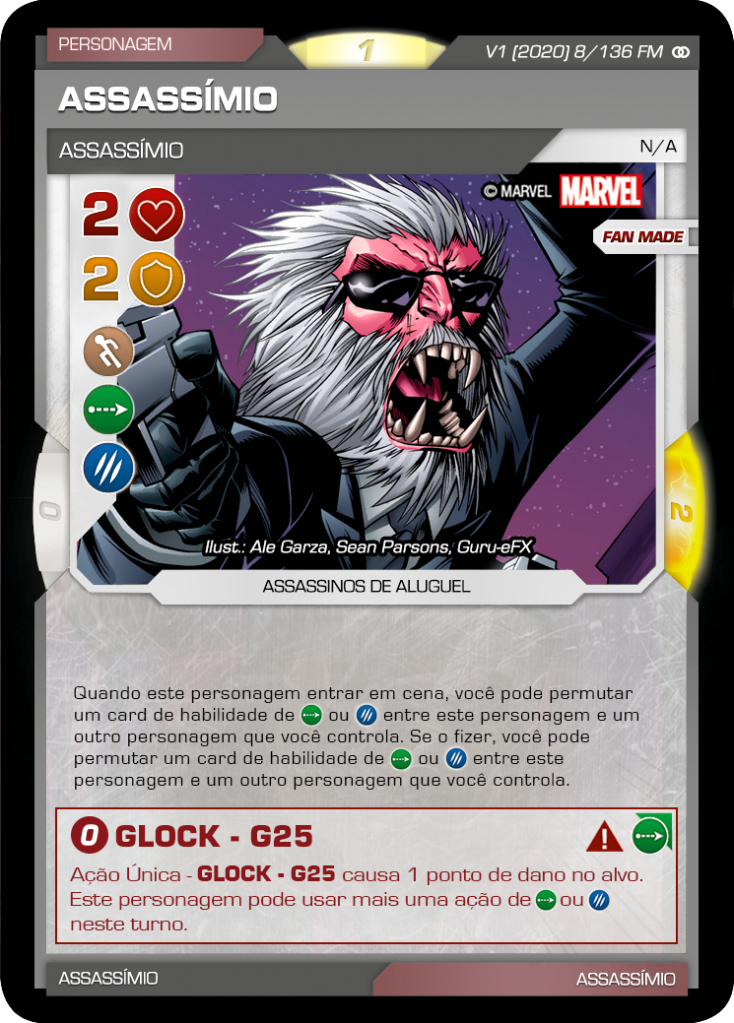 PERSONAGEM
1
V1 (2020) 8/136 FM
ASSASSÍMIO
ASSASSÍMIO
N/A
© MARVEL MARVEL
2
FAN MADE
2
0
2
Ilust.: Ale Garza, Sean Parsons, Guru-eFX
ASSASSINOS DE ALUGUEL
Quando este personagem entrar em cena, você pode permutar
um card de habilidade de ou entre este personagem e um
outro personagem que você controla. Se o fizer, você pode
permutar um card de habilidade de ou entre este
personagem e um outro personagem que você controla.
0 GLOCK - G25
Ação Única - GLOCK - G25 causa 1 ponto de dano no alvo.
Este personagem pode usar mais uma ação de ou
neste turno.
ASSASSÍMIO
ASSASSÍMIO